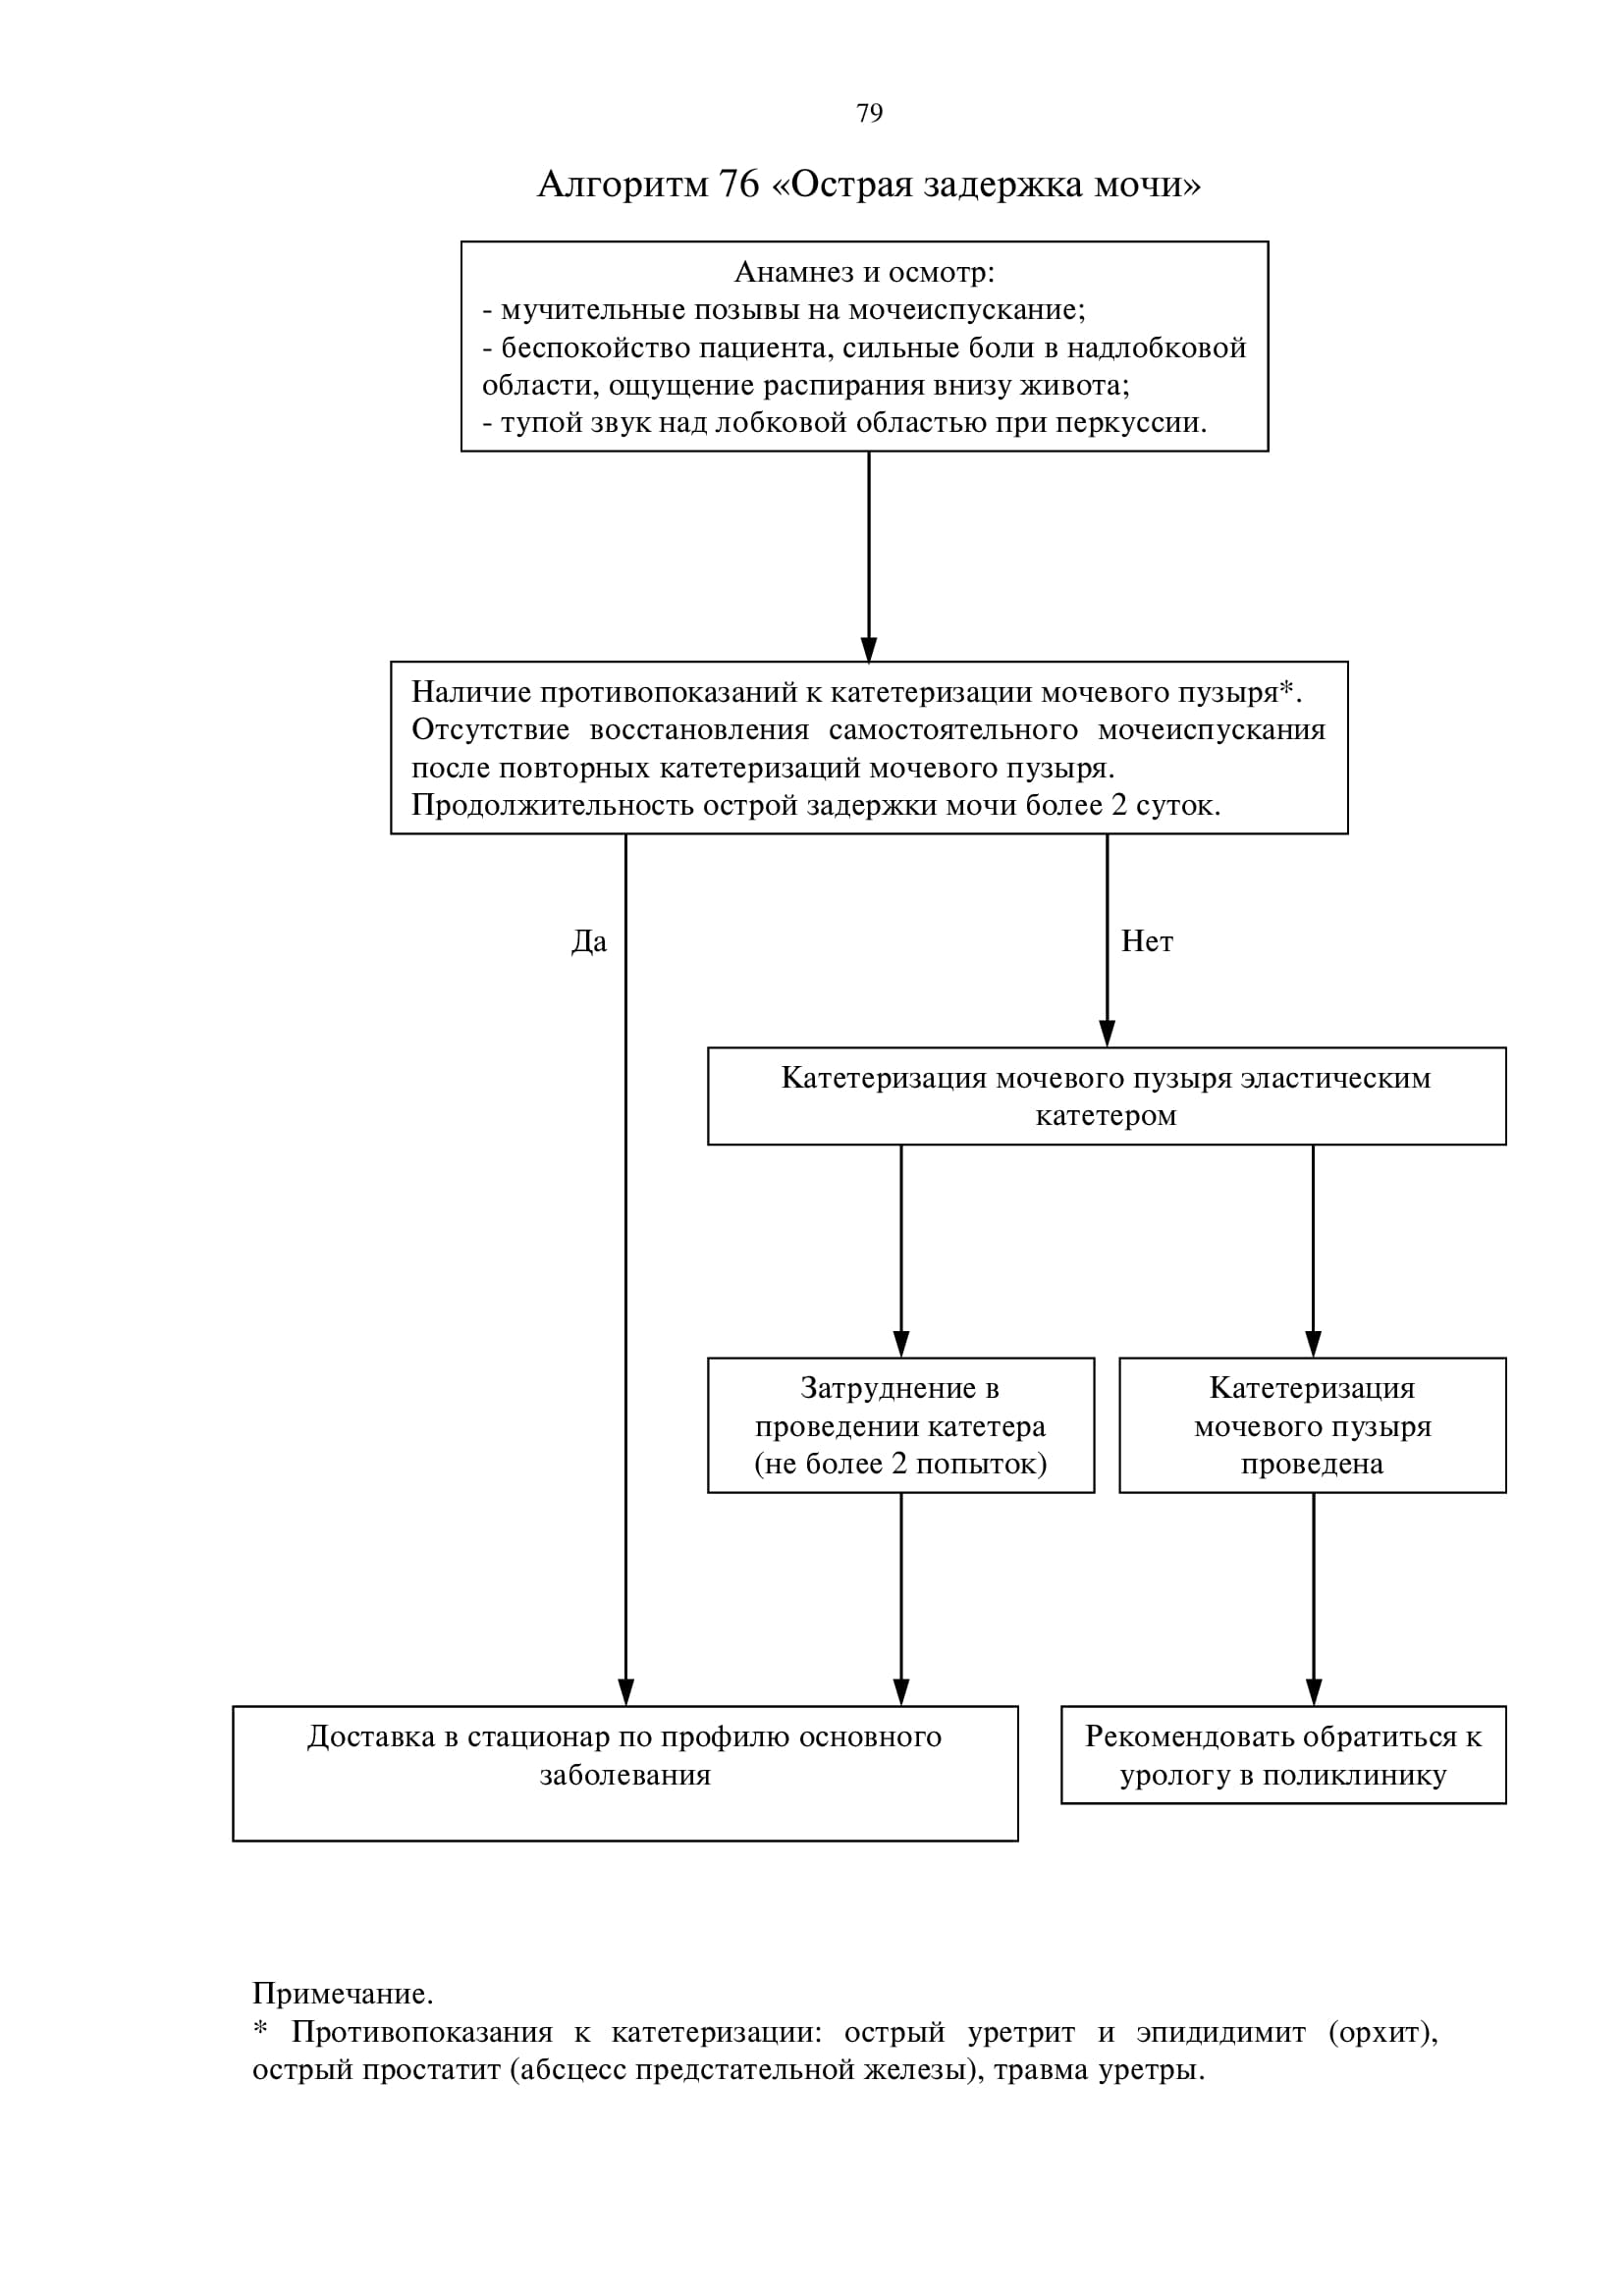 79
Алгоритм 76 «Острая задержка мочи»
Анамнез и осмотр:
- мучительные позывы на мочеиспускание;
- беспокойство пациента, сильные боли в надлобковой
области, ощущение распирания внизу живота;
- тупой звук над лобковой областью при перкуссии.
Наличие противопоказаний к катетеризации мочевого пузыря*.
Отсутствие восстановления самостоятельного мочеиспускания
после повторных катетеризаций мочевого пузыря.
Продолжительность острой задержки мочи более 2 суток.
Да
Нет
Катетеризация мочевого пузыря эластическим
катетером
Затруднение в
проведении катетера
(не более 2 попыток)
Катетеризация
мочевого пузыря
проведена
Доставка в стационар по профилю основного
заболевания
Рекомендовать обратиться к
урологу в поликлинику
Примечание.
* Противопоказания к катетеризации: острый уретрит и эпидидимит (орхит),
острый простатит (абсцесс предстательной железы), травма уретры.